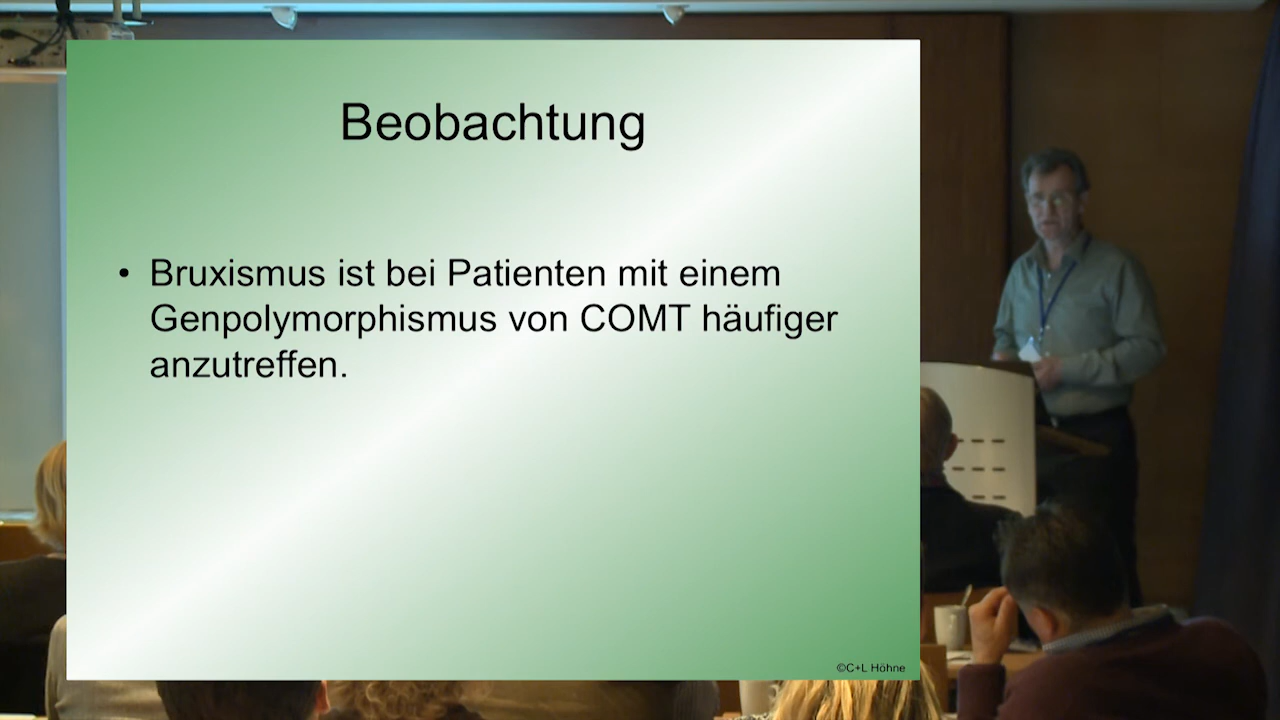 Beobachtung
• Bruxismus ist bei Patienten mit einem
Genpolymorphismus von COMT häufiger
anzutreffen.
©C+L Höhne